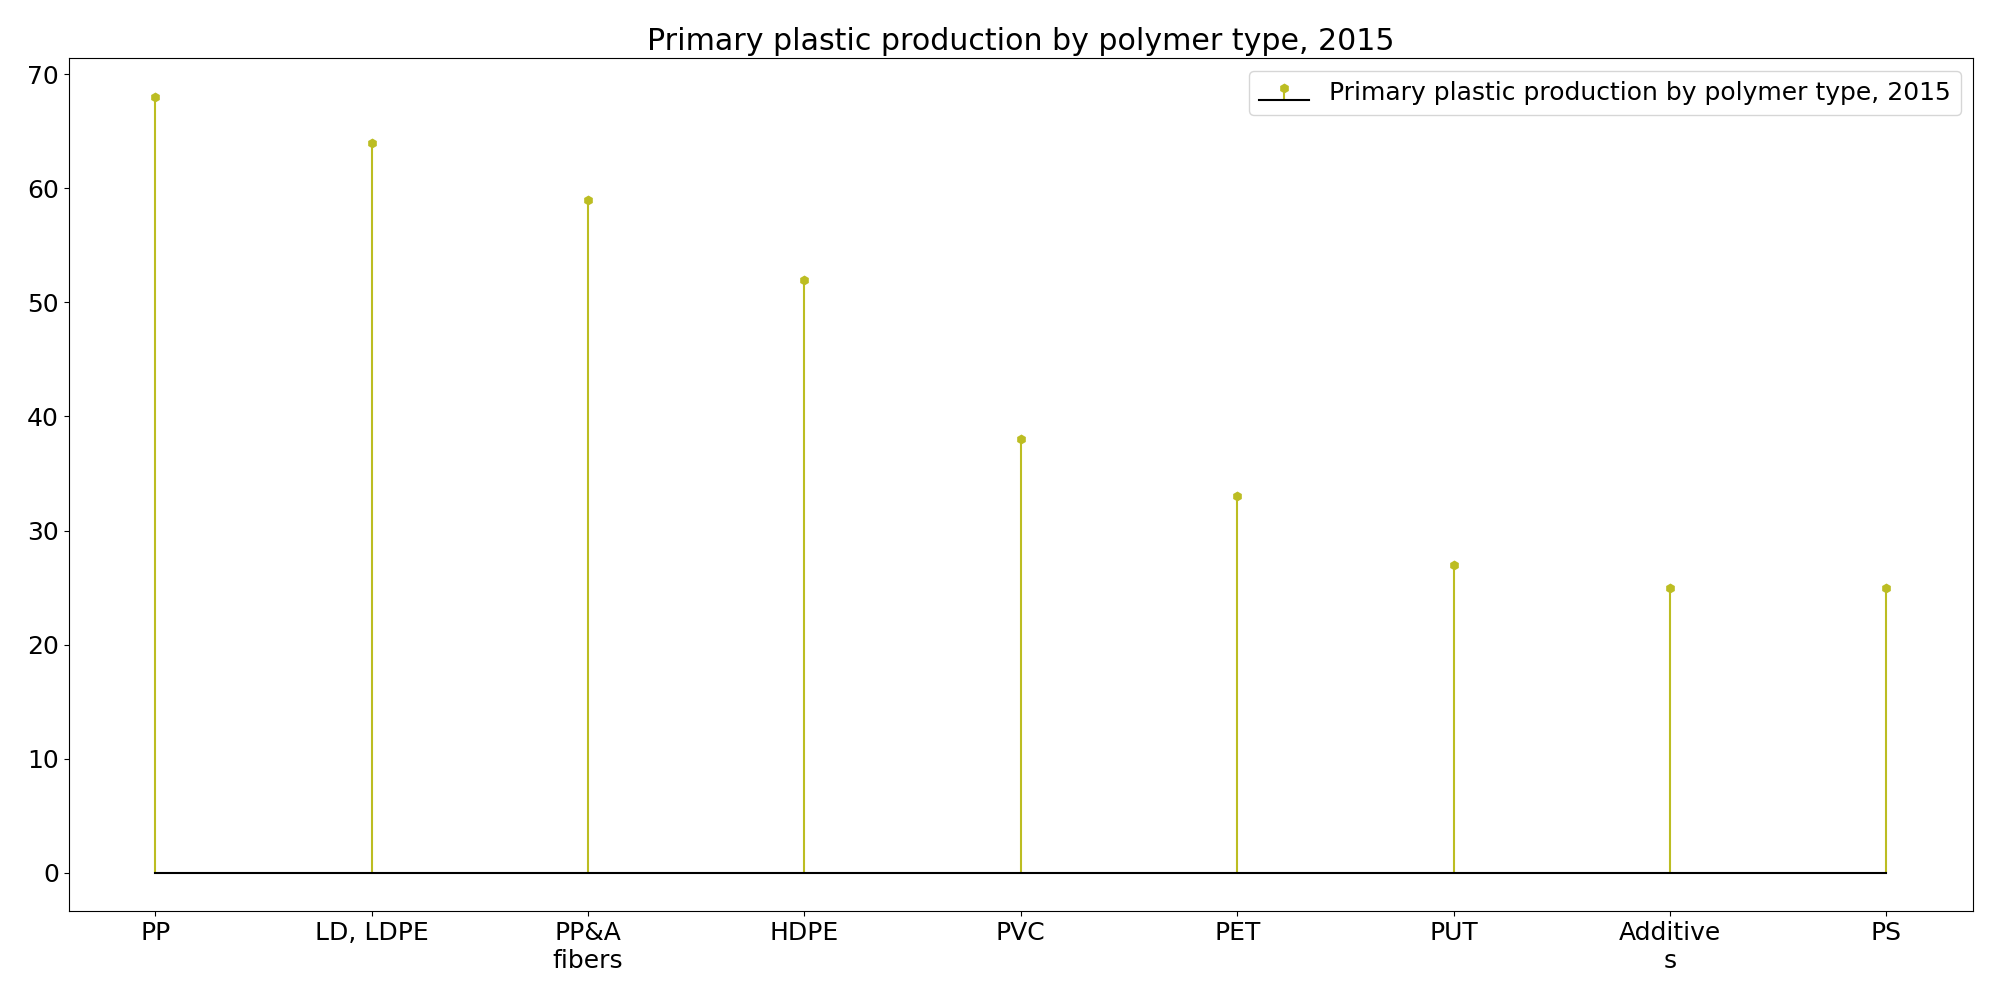 Primary plastic production by polymer type, 2015
Primary plastic production by polymer type, 2015
70
60
50
40
30
20
10
0
PP
LD, LDPE
PP&A
fibers
HDPE
PVC
PET
PUT
Additive
s
PS